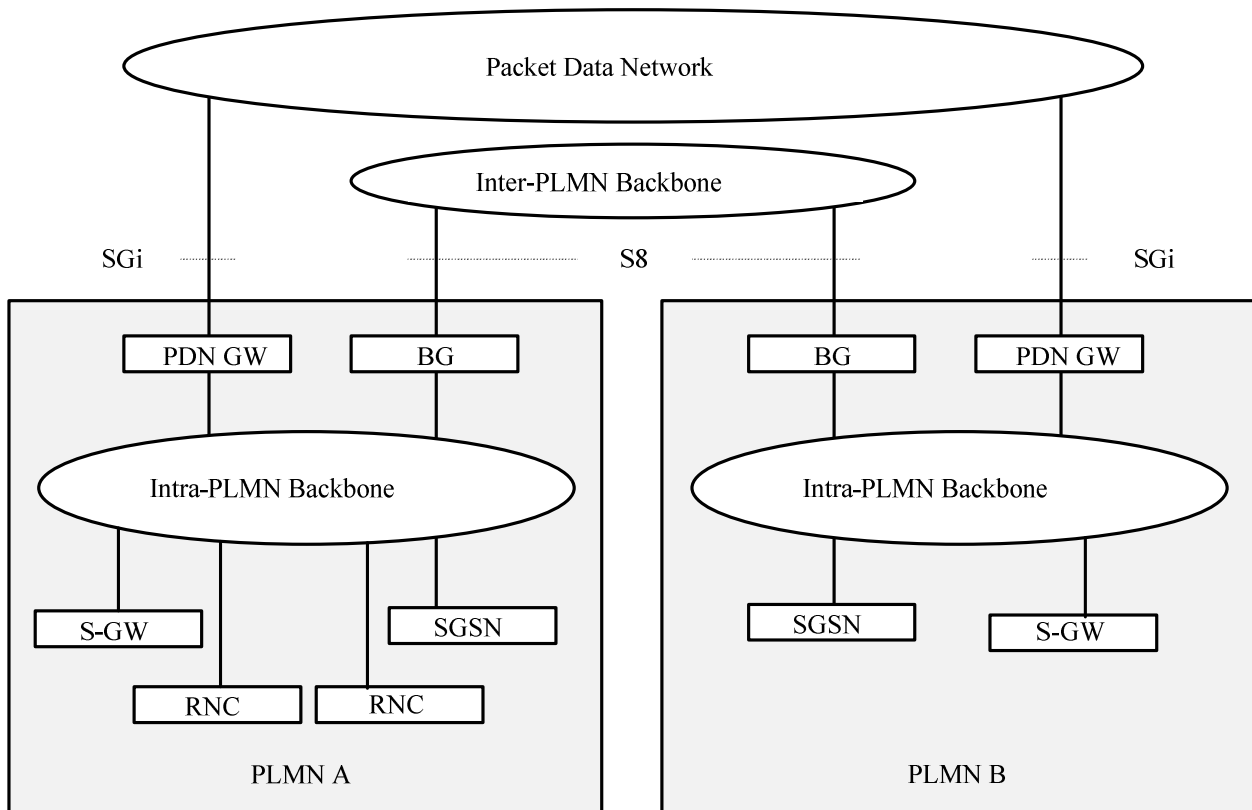 Packet Data Network
Inter-PLMN Backbone
SGi
S8
SGi
PDN GW
BG
BG
PDN GW
Intra-PLMN Backbone
Intra-PLMN Backbone
S-GW
SGSN
SGSN
S-GW
RNC
RNC
PLMN A
PLMN B